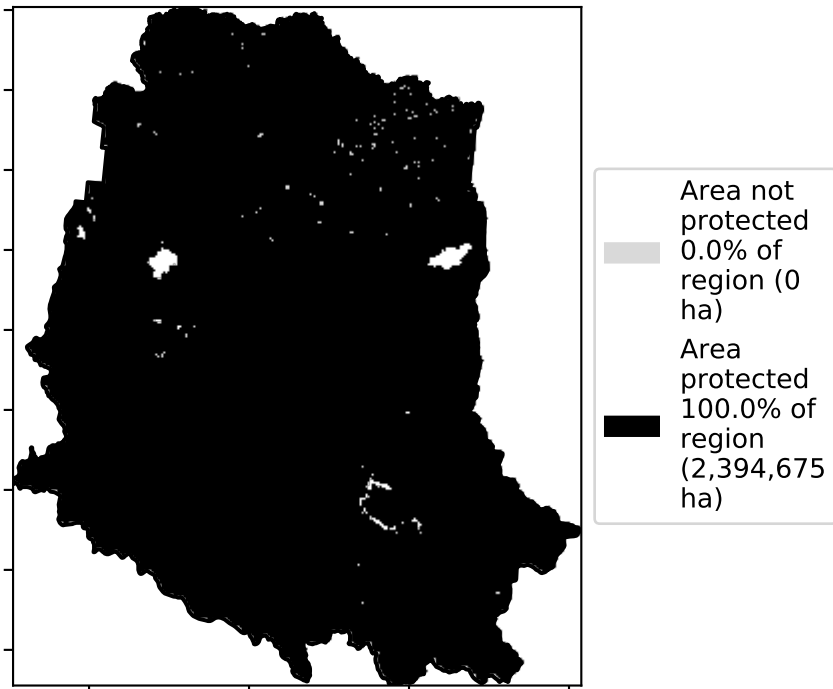 Area not
protected
0.0% of
region (0
ha)
Area
protected
100.0% of
region
(2,394,675
ha)